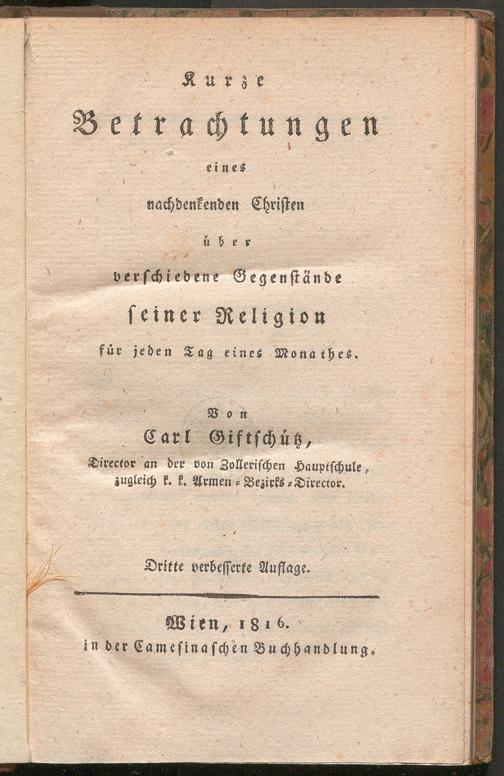 Kurze
Betrachtungen
eines
nachdenkenden Christen
über
verschiedene Gegenstände
seiner Religion
für jeden Tag eines Monathes.
Von
Carl Giftschütz,
Director an der von Zollerischen Hauptschule,
zugleich k. k. Armen-Bezirks-Director.
Dritte verbesserte Auflage.
Wien, 1816.
in der Camesinaschen Buchhandlung.